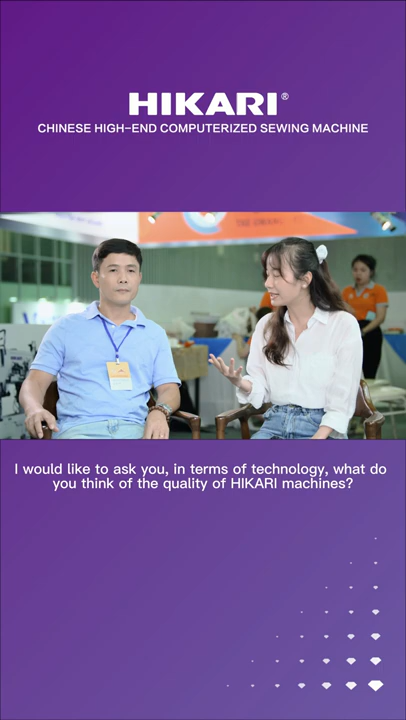 HIKARI®
CHINESE HIGH-END COMPUTERIZED SEWING MACHINE
I would like to ask you, in terms of technology, what do
you think of the quality of HIKARI machines?